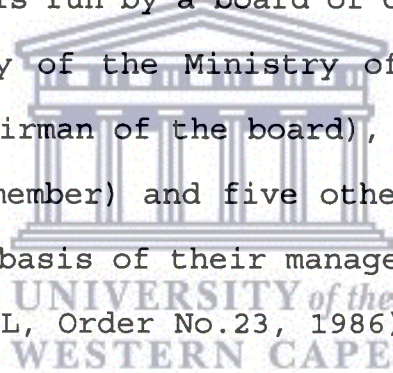 is run by a board of
y of the Ministry of
irman of the board),
member) and five othe
basis of their manage
UNIVERSITY of the
L, Order No.23, 1986)
WESTERN CAPE